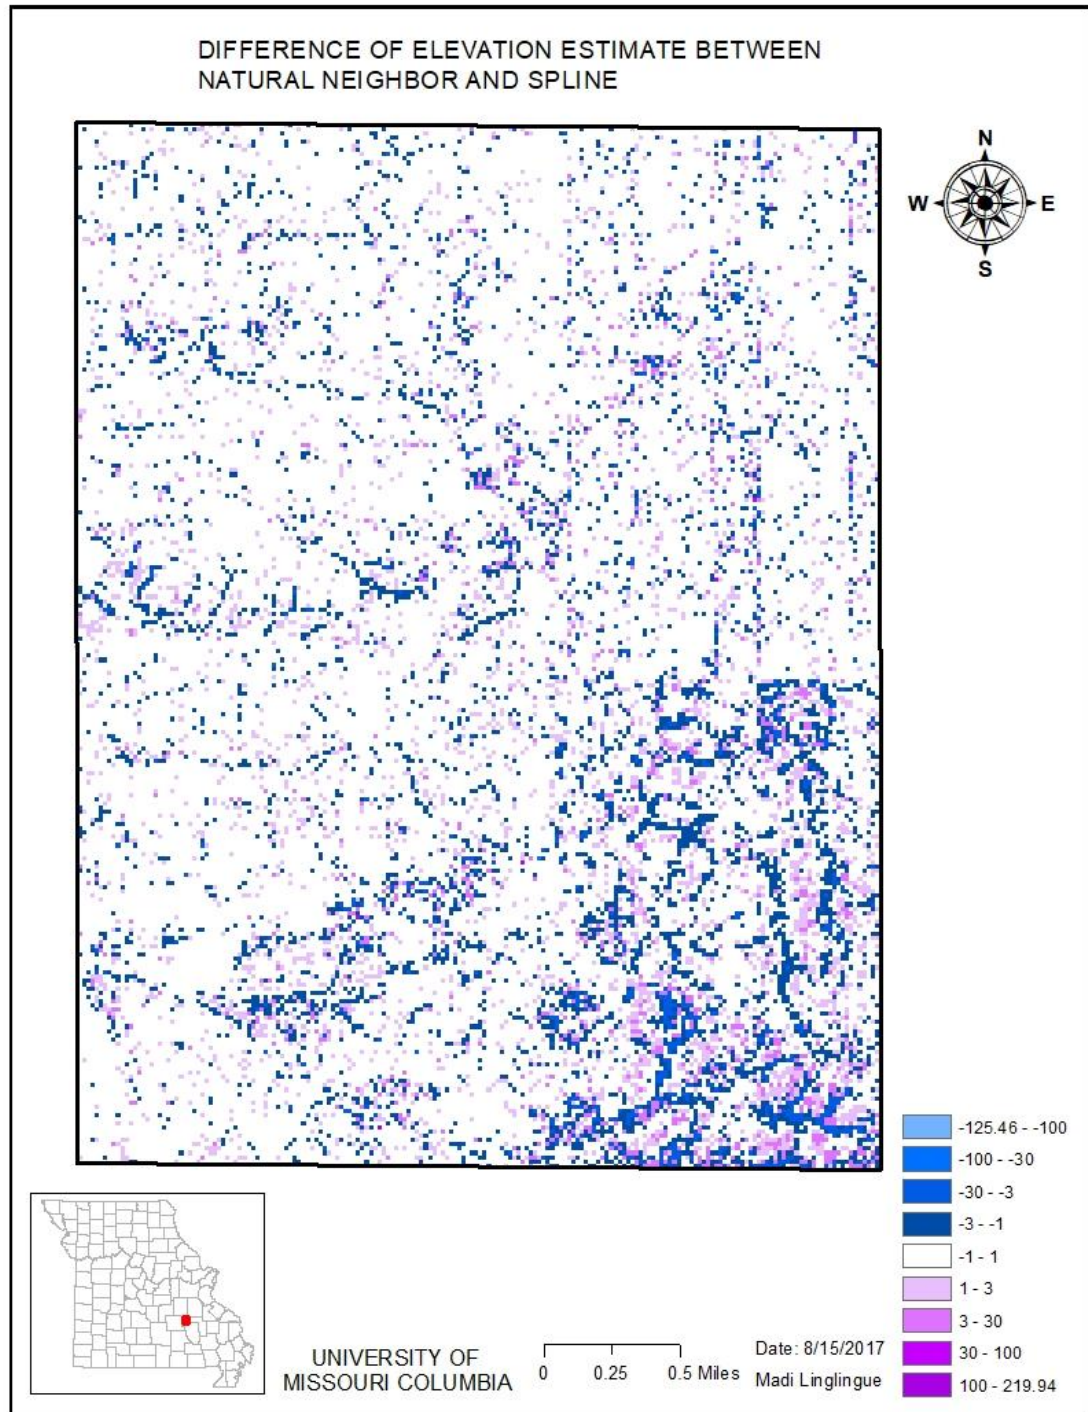 DIFFERENCE OF ELEVATION ESTIMATE BETWEEN
NATURAL NEIGHBOR AND SPLINE
N
W E
S
-125.46 - -100
-100 - -30
-30 - -3
-3 - -1
-1 - 1
1 - 3
3 - 30
30 - 100
100 - 219.94
UNIVERSITY OF
MISSOURI COLUMBIA
0 0.25 0.5 Miles
Date: 8/15/2017
Madi Linglingue